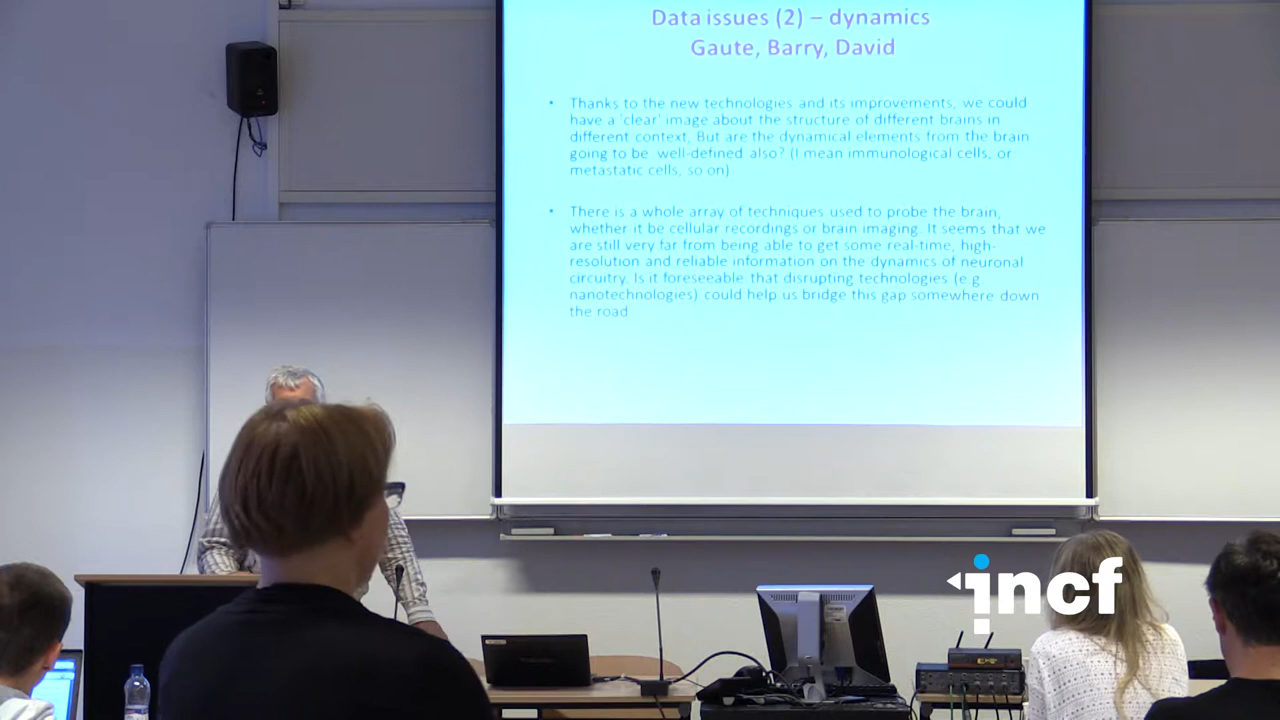 Data issues (2) – dynamics
Gaute, Barry, David
• Thanks to the new technologies and its improvements, we could
have a 'clear' image about the structure of different brains in
different context, But are the dynamical elements from the brain
going to be well-defined also? (I mean immunological cells, or
metastatic cells, so on)
• There is a whole array of techniques used to probe the brain,
whether it be cellular recordings or brain imaging. It seems that we
are still very far from being able to get some real-time, high-
resolution and reliable information on the dynamics of neuronal
circuitry. Is it foreseeable that disrupting technologies (e.g
nanotechnologies) could help us bridge this gap somewhere down
the road
incf